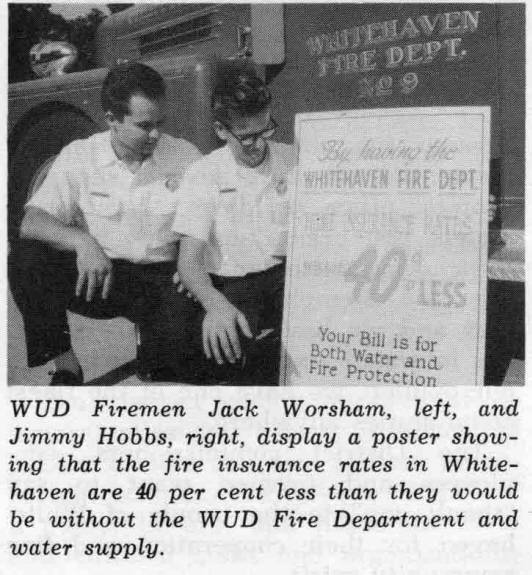 WHITEHAVEN
FIRE DEPT.
No 9
By having the
WHITEHAVEN FIRE DEPT.
INSURANCE RATES
40%
LESS
Your Bill is for
Both Water and
Fire Protection
WUD Firemen Jack Worsham, left, and
Jimmy Hobbs, right, display a poster show-
ing that the fire insurance rates in White-
haven are 40 per cent less than they would
be without the WUD Fire Department and
water supply.